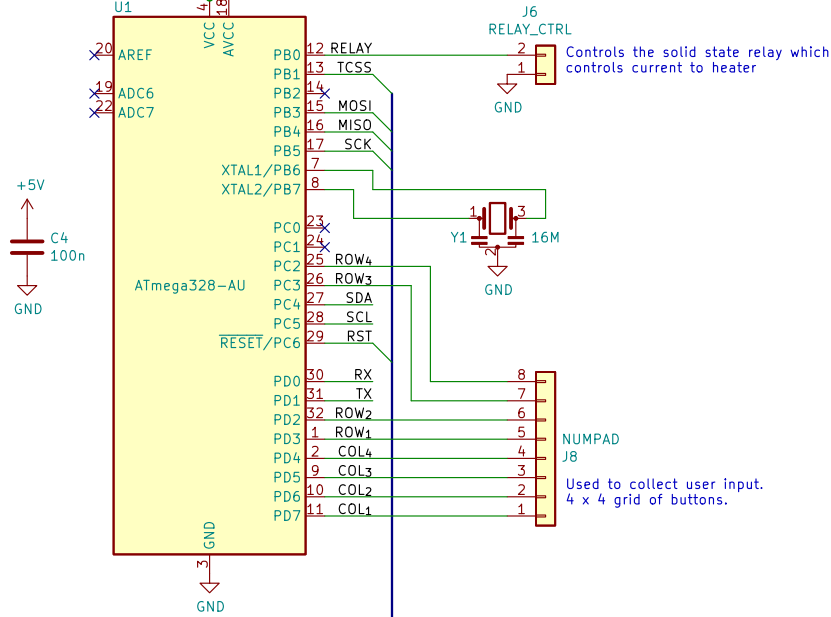 U1
4
18
VCC
AVCC
20 AREF
19 ADC6
22 ADC7
PB0 12 RELAY
PB1 13 TCSS
PB2 14
PB3 15 MOSI
PB4 16 MISO
PB5 17 SCK
XTAL1/PB6 7
XTAL2/PB7 8
PC0 23
PC1 24
PC2 25 ROW4
PC3 26 ROW3
PC4 27 SDA
PC5 28 SCL
RESET/PC6 29 RST
PD0 30 RX
PD1 31 TX
PD2 32 ROW2
PD3 1 ROW1
PD4 2 COL4
PD5 9 COL3
PD6 10 COL2
PD7 11 COL1
ATmega328-AU
GND
3
GND
+5V
C4
100n
GND
J6
RELAY_CTRL
2
1
GND
Controls the solid state relay which
controls current to heater
1
3
Y1
2
16M
GND
8
7
6
5
4
3
2
1
NUMPAD
J8
Used to collect user input.
4 x 4 grid of buttons.